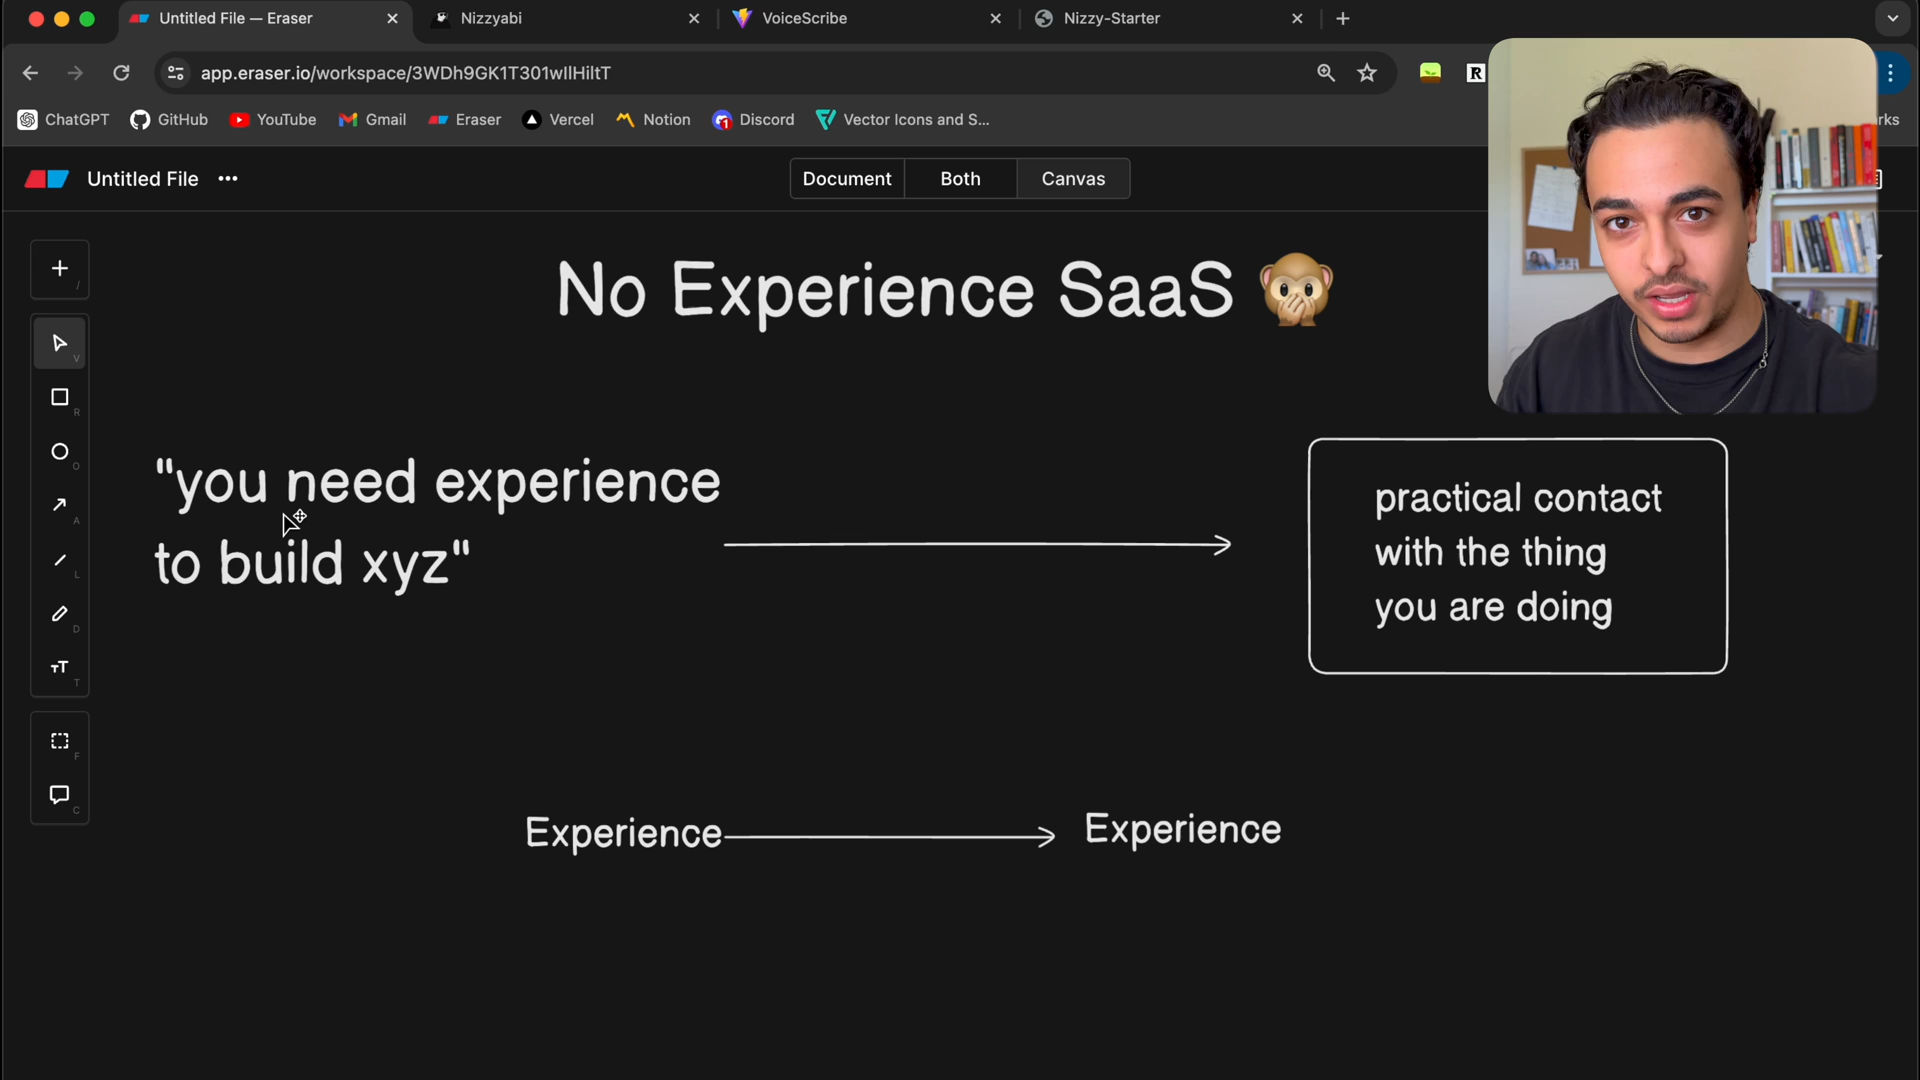 Untitled File — Eraser
Nizzyabi
VoiceScribe
Nizzy-Starter
app.eraser.io/workspace/3WDh9GK1T301wIlHiltT
ChatGPT
GitHub
YouTube
Gmail
Eraser
Vercel
Notion
Discord
Vector Icons and S...
Untitled File
Document
Both
Canvas
No Experience SaaS
"you need experience
to build xyz"
practical contact
with the thing
you are doing
Experience
Experience
/
V
R
O
A
L
D
T
F
C